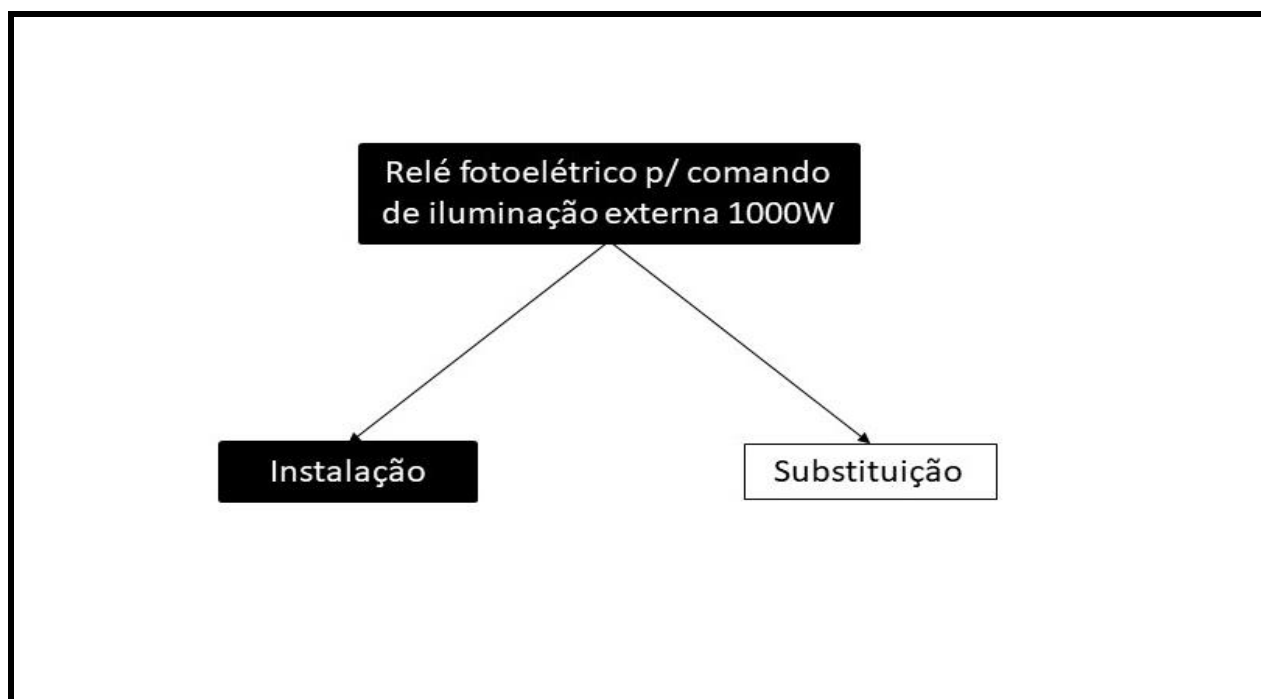 Relé fotoelétrico p/ comando
de iluminação externa 1000W
Instalação
Substituição